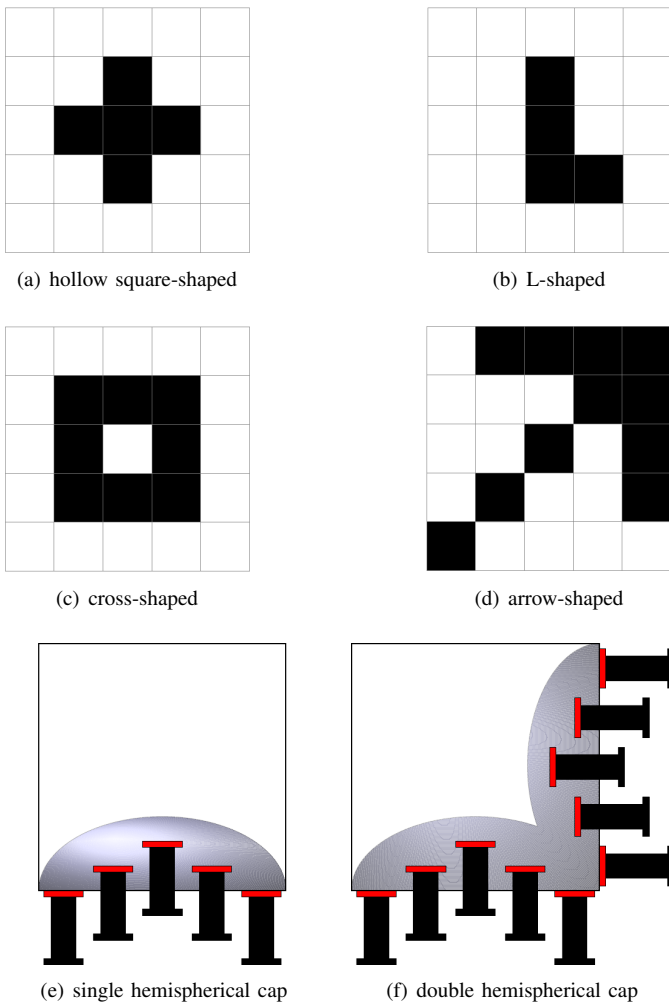 (a) hollow square-shaped
(b) L-shaped
(c) cross-shaped
(d) arrow-shaped
(e) single hemispherical cap
(f) double hemispherical cap